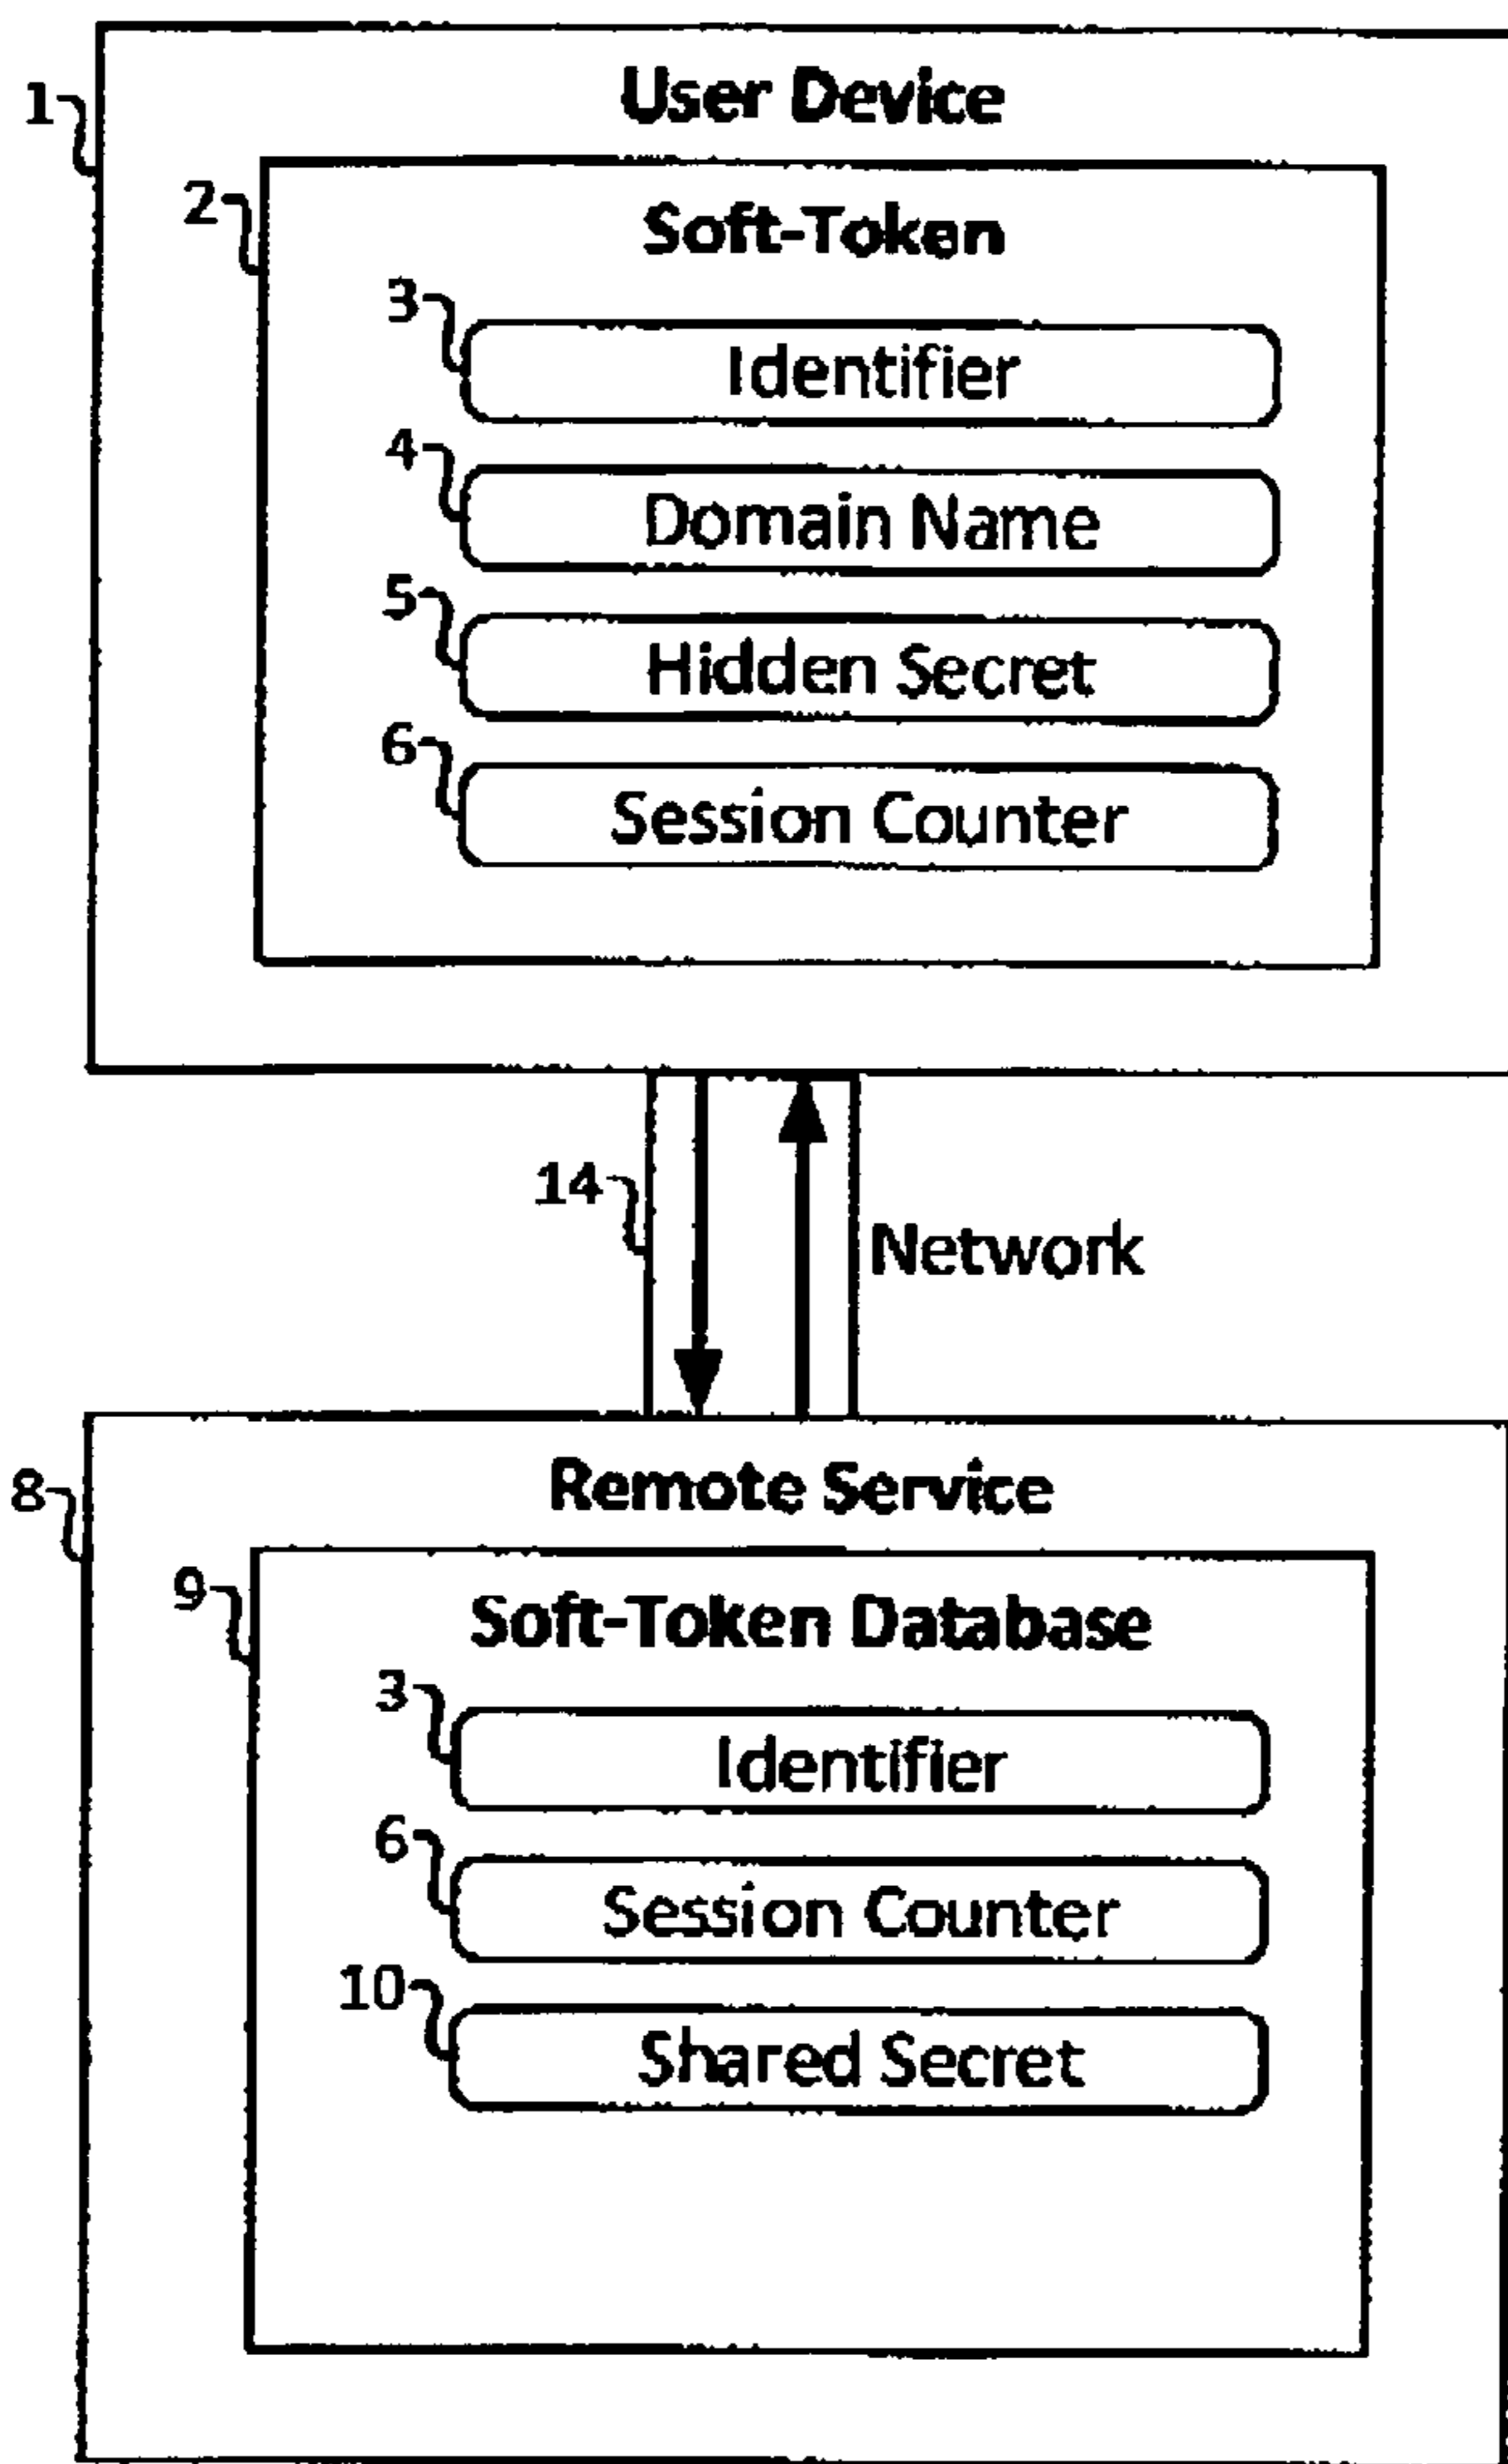 User Device
1
2
Soft-Token
3
Identifier
4
Domain Name
5
Hidden Secret
6
Session Counter
14
Network
Remote Service
8
9
Soft-Token Database
3
Identifier
6
Session Counter
10
Shared Secret